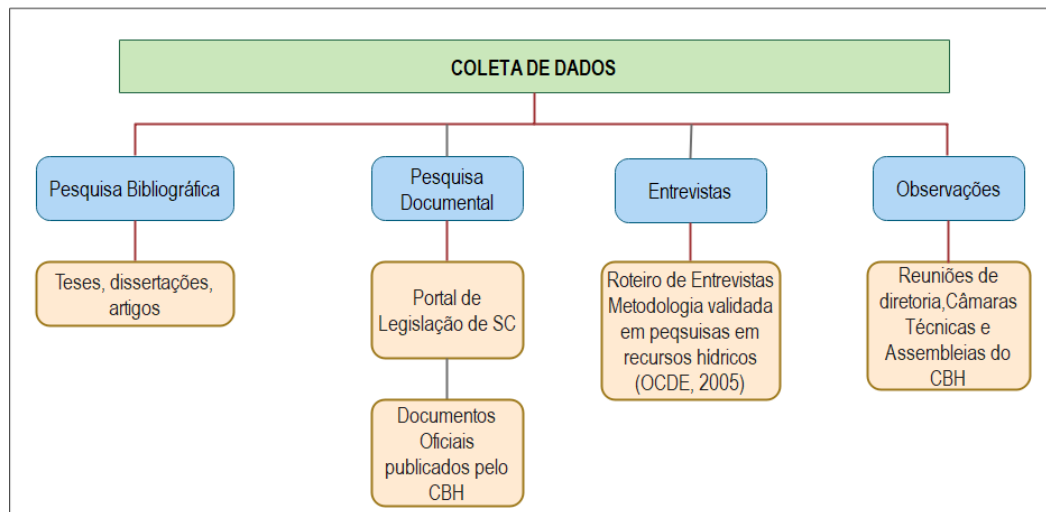 COLETA DE DADOS
Pesquisa Bibliográfica
Pesquisa
Documental
Entrevistas
Observações
Teses, dissertações,
artigos
Portal de
Legislação de SC
Documentos
Oficiais
publicados pelo
CBH
Roteiro de Entrevistas
Metodologia validada
em peqsuisas em
recursos hídricos
(OCDE, 2005)
Reuniões de
diretoria,Câmaras
Técnicas e
Assembleias do
CBH